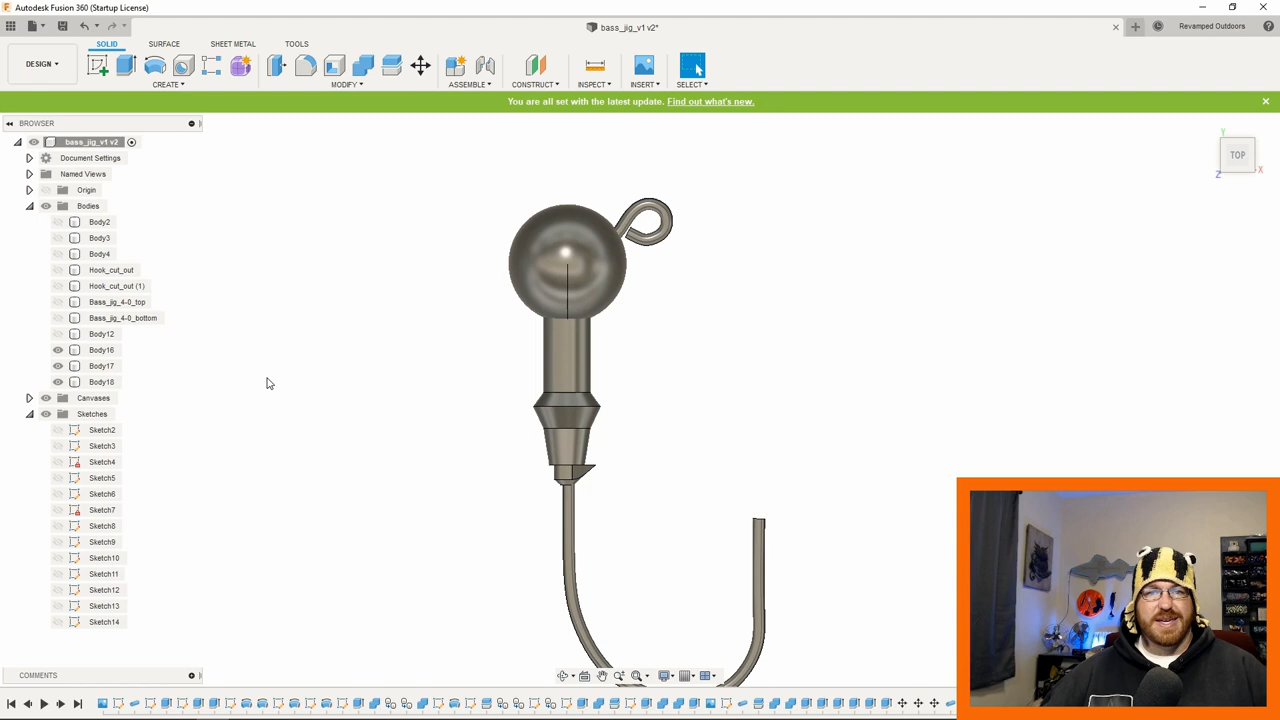 Autodesk Fusion 360 (Startup License)
bass_jig_v1 v2*
Revamped Outdoors
DESIGN
SOLID
SURFACE
SHEET METAL
TOOLS
CREATE
MODIFY
ASSEMBLE
CONSTRUCT
INSPECT
INSERT
SELECT
You are all set with the latest update. Find out what's new.
BROWSER
bass_jig_v1 v2
Document Settings
Named Views
Origin
Bodies
Body2
Body3
Body4
Hook_cut_out
Hook_cut_out (1)
Bass_jig_4-0_top
Bass_jig_4-0_bottom
Body12
Body16
Body17
Body18
Canvases
Sketches
Sketch2
Sketch3
Sketch4
Sketch5
Sketch6
Sketch7
Sketch8
Sketch9
Sketch10
Sketch11
Sketch12
Sketch13
Sketch14
COMMENTS
Y
TOP
X
Z